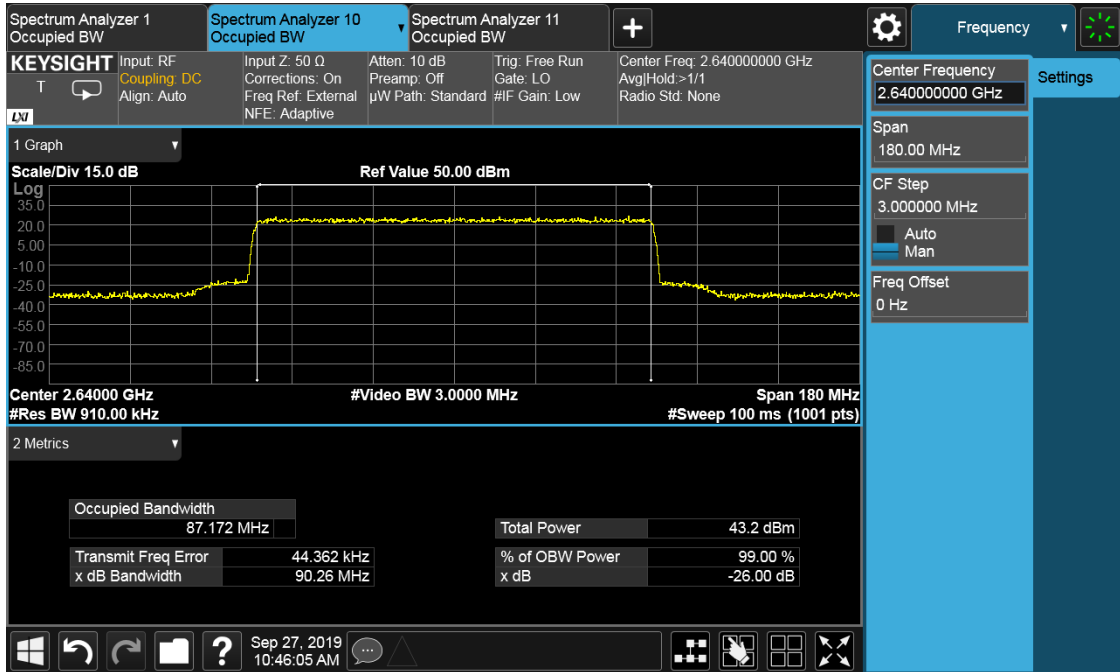 Spectrum Analyzer 1
Occupied BW
Spectrum Analyzer 10
Occupied BW
Spectrum Analyzer 11
Occupied BW
Frequency
KEYSIGHT
T
LXI
Input: RF
Coupling: DC
Align: Auto
Input Z: 50 Ω
Corrections: On
Freq Ref: External
NFE: Adaptive
Atten: 10 dB
Preamp: Off
µW Path: Standard
Trig: Free Run
Gate: LO
#IF Gain: Low
Center Freq: 2.640000000 GHz
Avg|Hold:>1/1
Radio Std: None
Center Frequency
2.640000000 GHz
Settings
Span
180.00 MHz
CF Step
3.000000 MHz
Auto
Man
Freq Offset
0 Hz
1 Graph
Scale/Div 15.0 dB
Ref Value 50.00 dBm
Log
35.0
20.0
5.00
-10.0
-25.0
-40.0
-55.0
-70.0
-85.0
Center 2.64000 GHz
#Video BW 3.0000 MHz
Span 180 MHz
#Res BW 910.00 kHz
#Sweep 100 ms (1001 pts)
2 Metrics
Occupied Bandwidth
87.172 MHz
Total Power 43.2 dBm
Transmit Freq Error 44.362 kHz
% of OBW Power 99.00 %
x dB Bandwidth 90.26 MHz
x dB -26.00 dB
?
Sep 27, 2019
10:46:05 AM